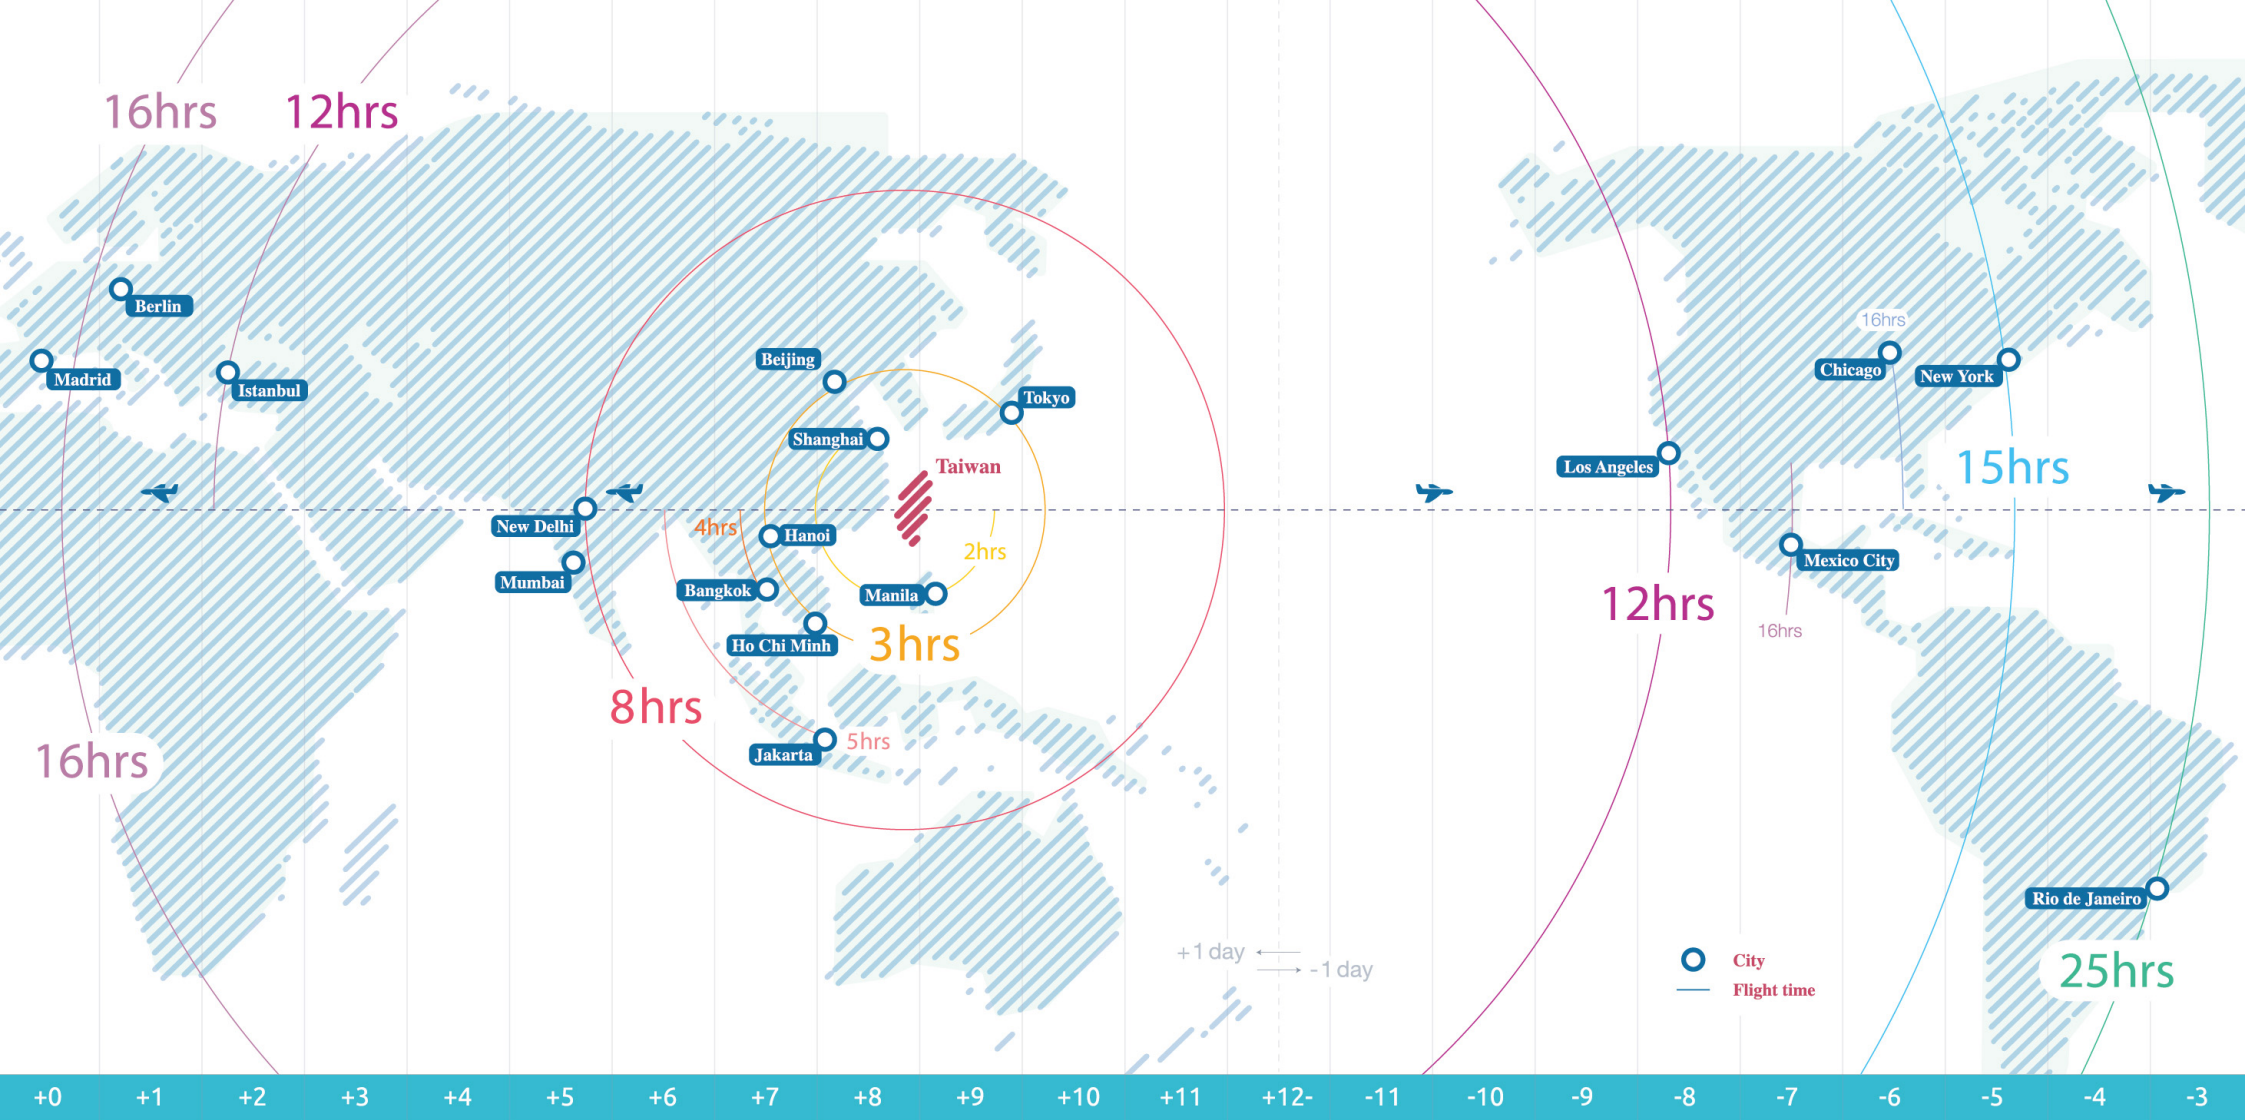 16hrs
12hrs
Berlin
Madrid
Istanbul
16hrs
Chicago
New York
Beijing
Tokyo
Shanghai
Taiwan
Los Angeles
15hrs
New Delhi
4hrs
Hanoi
2hrs
Mumbai
Bangkok
Manila
Mexico City
12hrs
16hrs
Ho Chi Minh
3hrs
8hrs
Jakarta
5hrs
16hrs
Rio de Janeiro
+1 day
-1 day
City
Flight time
25hrs
+0 +1 +2 +3 +4 +5 +6 +7 +8 +9 +10 +11 +12- -11 -10 -9 -8 -7 -6 -5 -4 -3